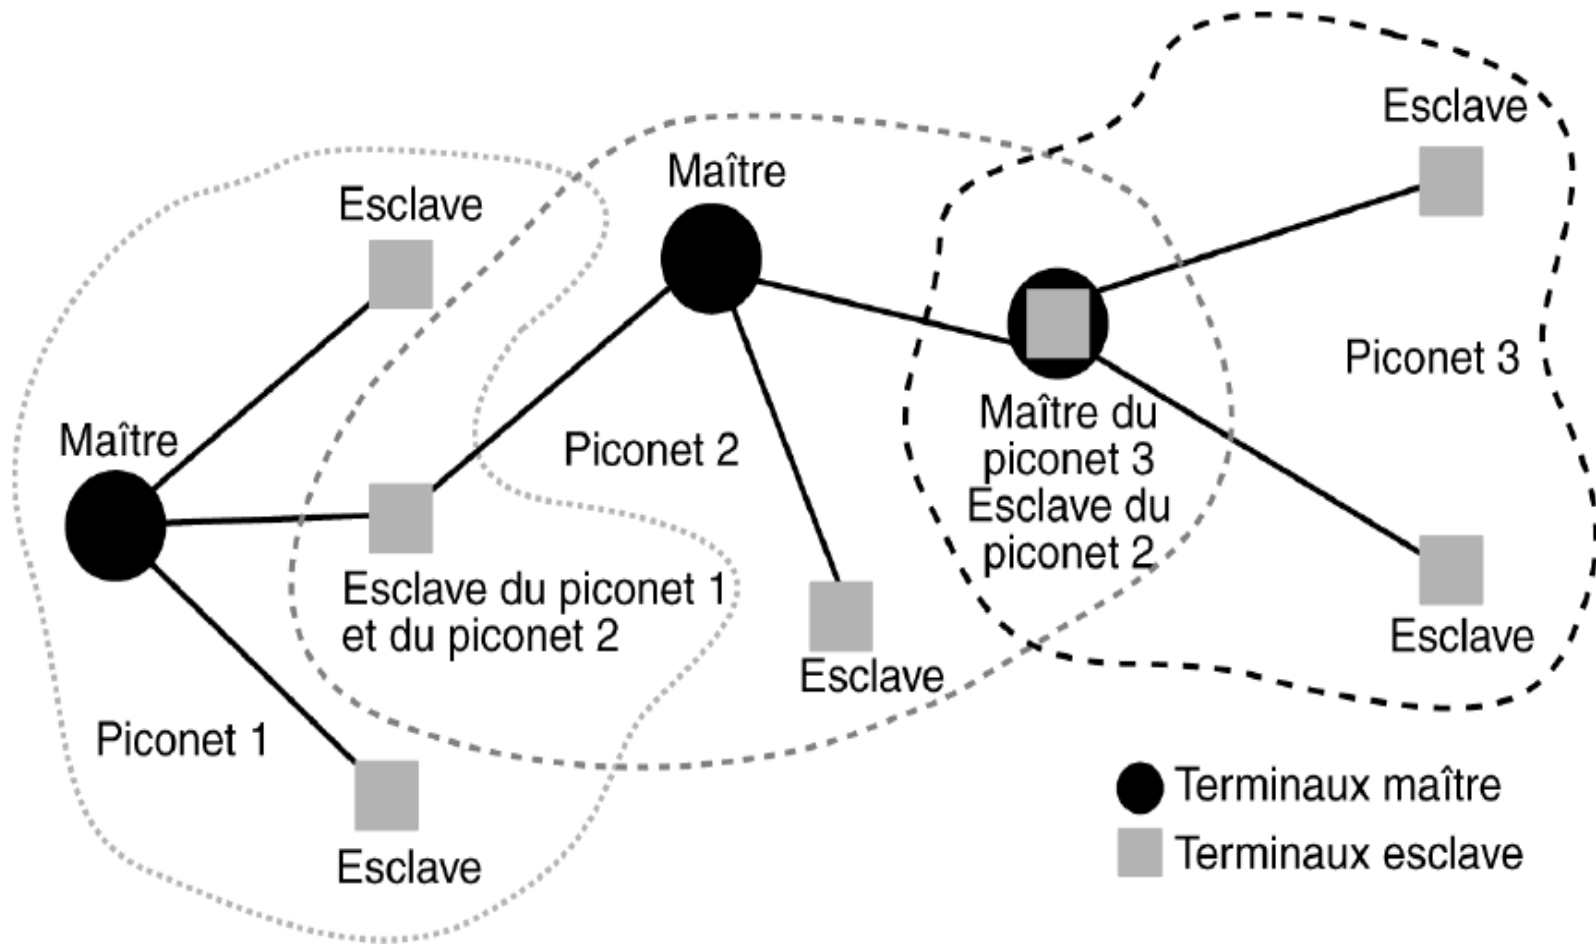 Esclave
Maître
Esclave
Maître
Piconet 3
Maître du
piconet 3
Esclave du
piconet 2
Piconet 2
Esclave du piconet 1
et du piconet 2
Esclave
Esclave
Piconet 1
Esclave
Terminaux maître
Terminaux esclave